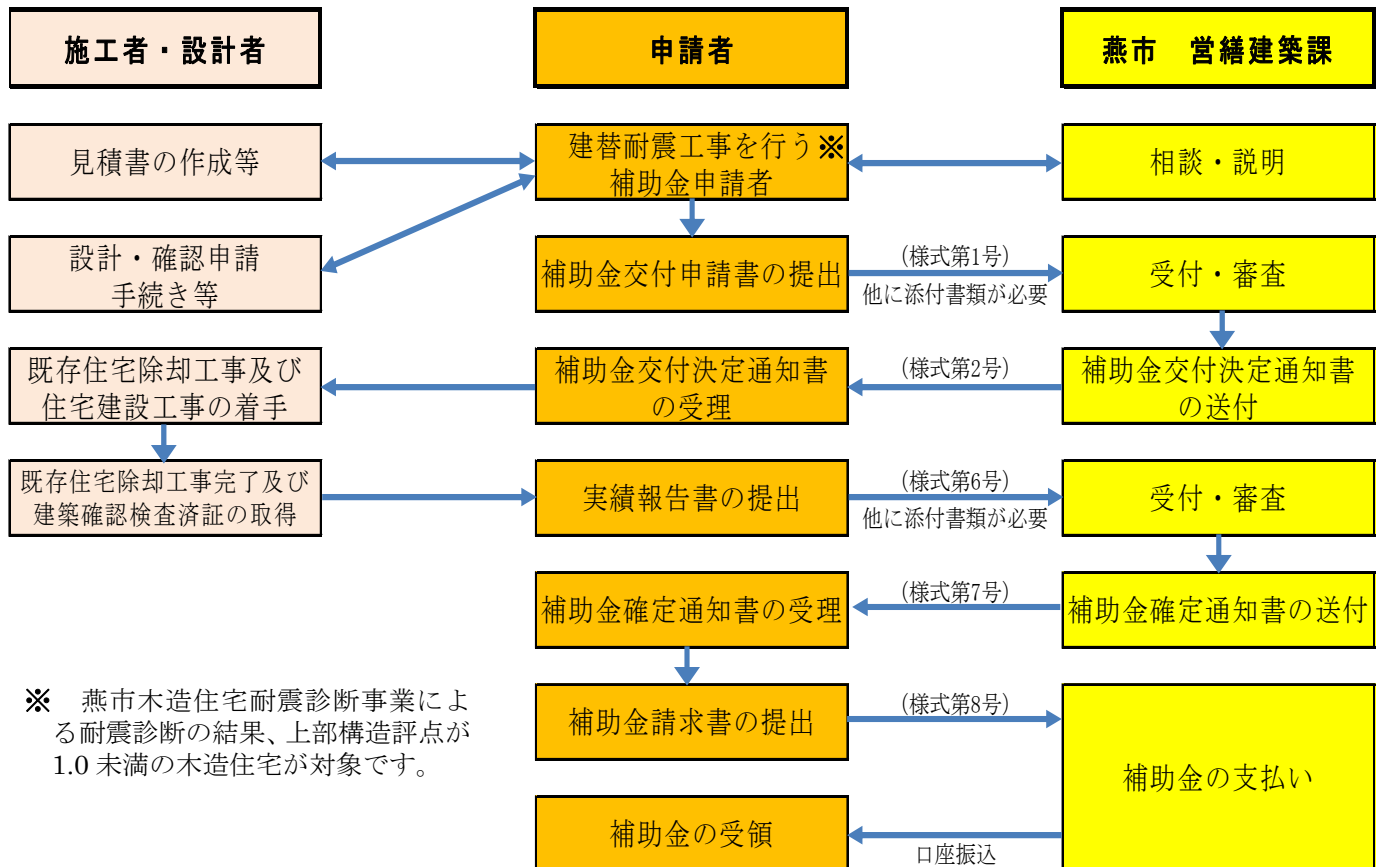 施工者・設計者
申請者
燕市　営繕建築課
見積書の作成等
建替耐震工事を行う※
補助金申請者
相談・説明
設計・確認申請
手続き等
補助金交付申請書の提出
(様式第1号)
他に添付書類が必要
受付・審査
既存住宅除却工事及び
住宅建設工事の着手
補助金交付決定通知書
の受理
(様式第2号)
補助金交付決定通知書
の送付
既存住宅除却工事完了及び
建築確認検査済証の取得
実績報告書の提出
(様式第6号)
他に添付書類が必要
受付・審査
補助金確定通知書の受理
(様式第7号)
補助金確定通知書の送付
※　燕市木造住宅耐震診断事業によ
る耐震診断の結果、上部構造評点が
1.0 未満の木造住宅が対象です。
補助金請求書の提出
(様式第8号)
補助金の支払い
補助金の受領
口座振込